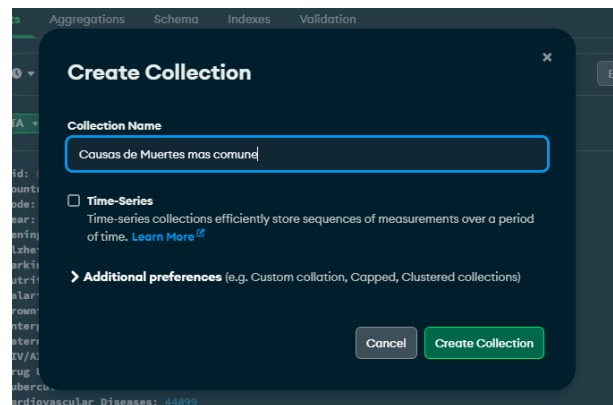 Aggregations Schema Indexes Validation
Create Collection
Collection Name
Causas de Muertes mas comune
Time-Series
Time-series collections efficiently store sequences of measurements over a period
of time. Learn More
Additional preferences (e.g. Custom collation, Capped, Clustered collections)
Cancel Create Collection
ardiovascular Diseases: 44899